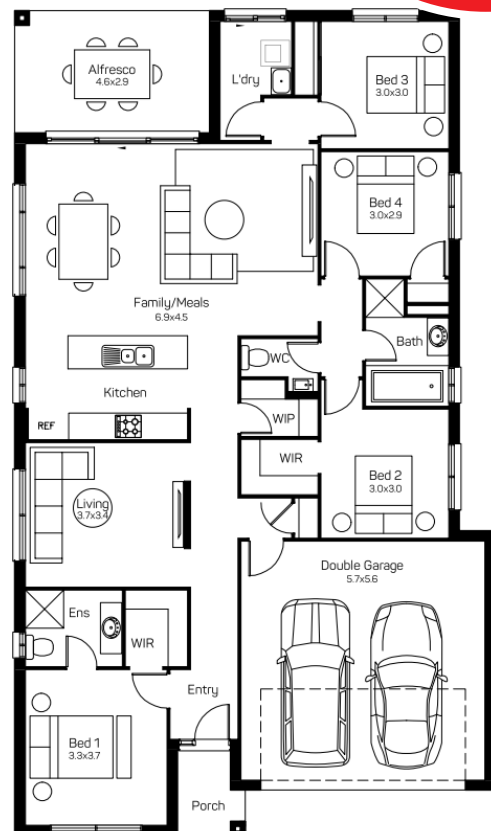 Alfresco
4.6x2.9
L'dry
Bed 3
3.0x3.0
Bed 4
3.0x2.9
Family/Meals
6.9x4.5
WC
Bath
Kitchen
REF
WIP
WIR
Bed 2
3.0x3.0
Living
3.7x3.4
Double Garage
5.7x5.6
Ens
WIR
Entry
Bed 1
3.3x3.7
Porch